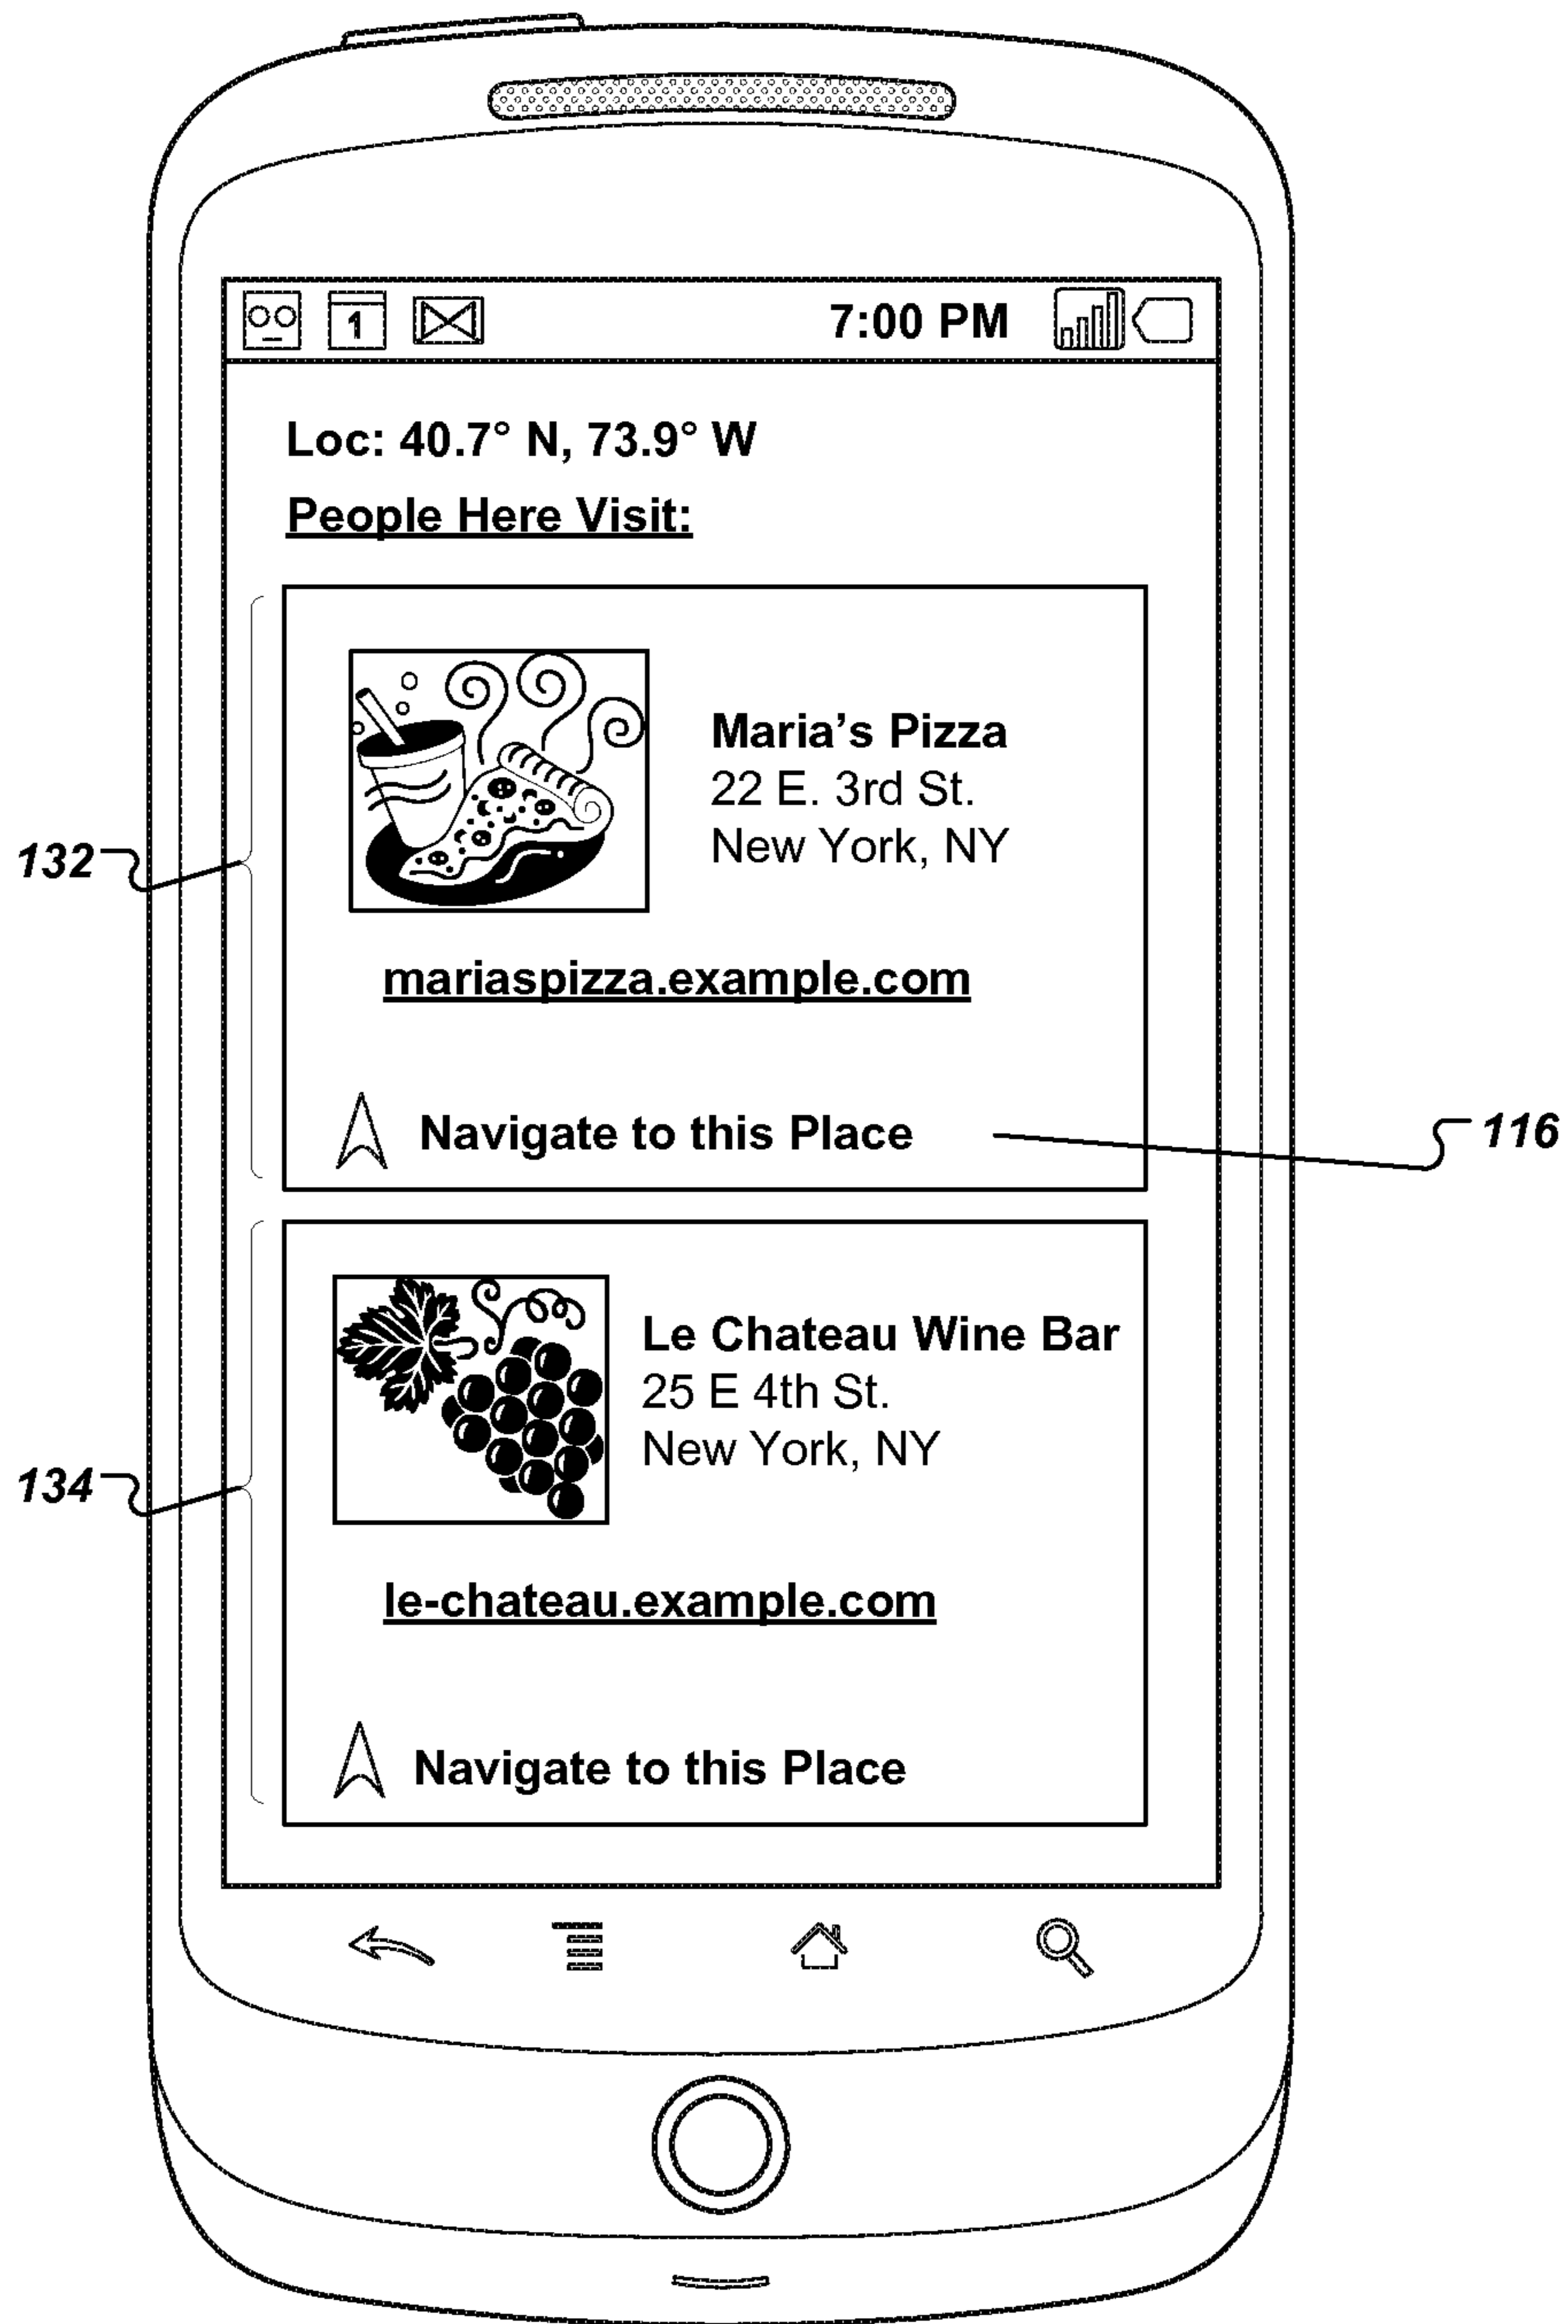 1
7:00 PM
Loc: 40.7° N, 73.9° W
People Here Visit:
Maria’s Pizza
22 E. 3rd St.
New York, NY
132
mariaspizza.example.com
Navigate to this Place
116
Le Chateau Wine Bar
25 E 4th St.
New York, NY
134
le-chateau.example.com
Navigate to this Place